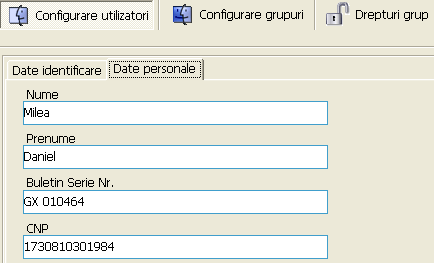 Configurare utilizatori Configurare grupuri Drepturi grup
Date identificare Date personale
Nume
Milea
Prenume
Daniel
Buletin Serie Nr.
GX 010464
CNP
1730810301984